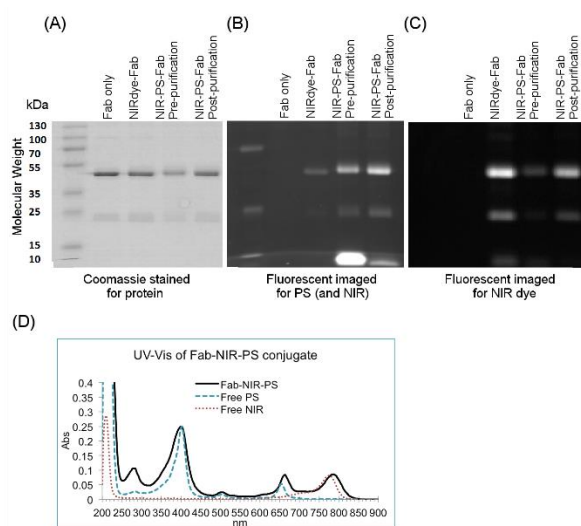 (A)
(B)
(C)
kDa
Fab only
NIRdye-Fab
NIR-PS-Fab
Pre-purification
NIR-PS-Fab
Post-purification
Fab only
NIRdye-Fab
NIR-PS-Fab
Pre-purification
NIR-PS-Fab
Post-purification
Fab only
NIRdye-Fab
NIR-PS-Fab
Pre-purification
NIR-PS-Fab
Post-purification
Molecular Weight
130
100
70
55
35
25
15
10
Coomassie stained
for protein
Fluorescent imaged
for PS (and NIR)
Fluorescent imaged
for NIR dye
(D)
UV-Vis of Fab-NIR-PS conjugate
Fab-NIR-PS
Free PS
Free NIR
Abs
0.4
0.35
0.3
0.25
0.2
0.15
0.1
0.05
0
200 250 300 350 400 450 500 550 600 650 700 750 800 850 900
nm